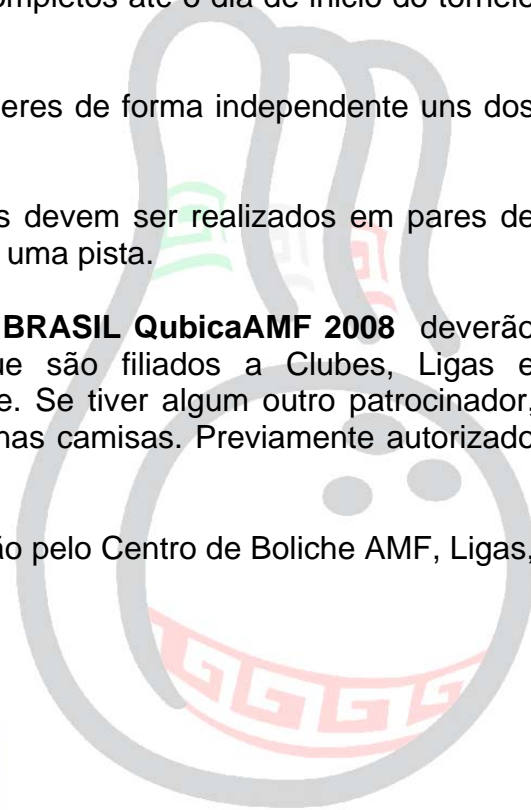 completos até o dia de início do torneio
eres de forma independente uns dos
s devem ser realizados em pares de
uma pista.
BRASIL QubicaAMF 2008 deverão
ue são filiados a Clubes, Ligas e
e. Se tiver algum outro patrocinador,
nas camisas. Previamente autorizado
ão pelo Centro de Boliche AMF, Ligas,